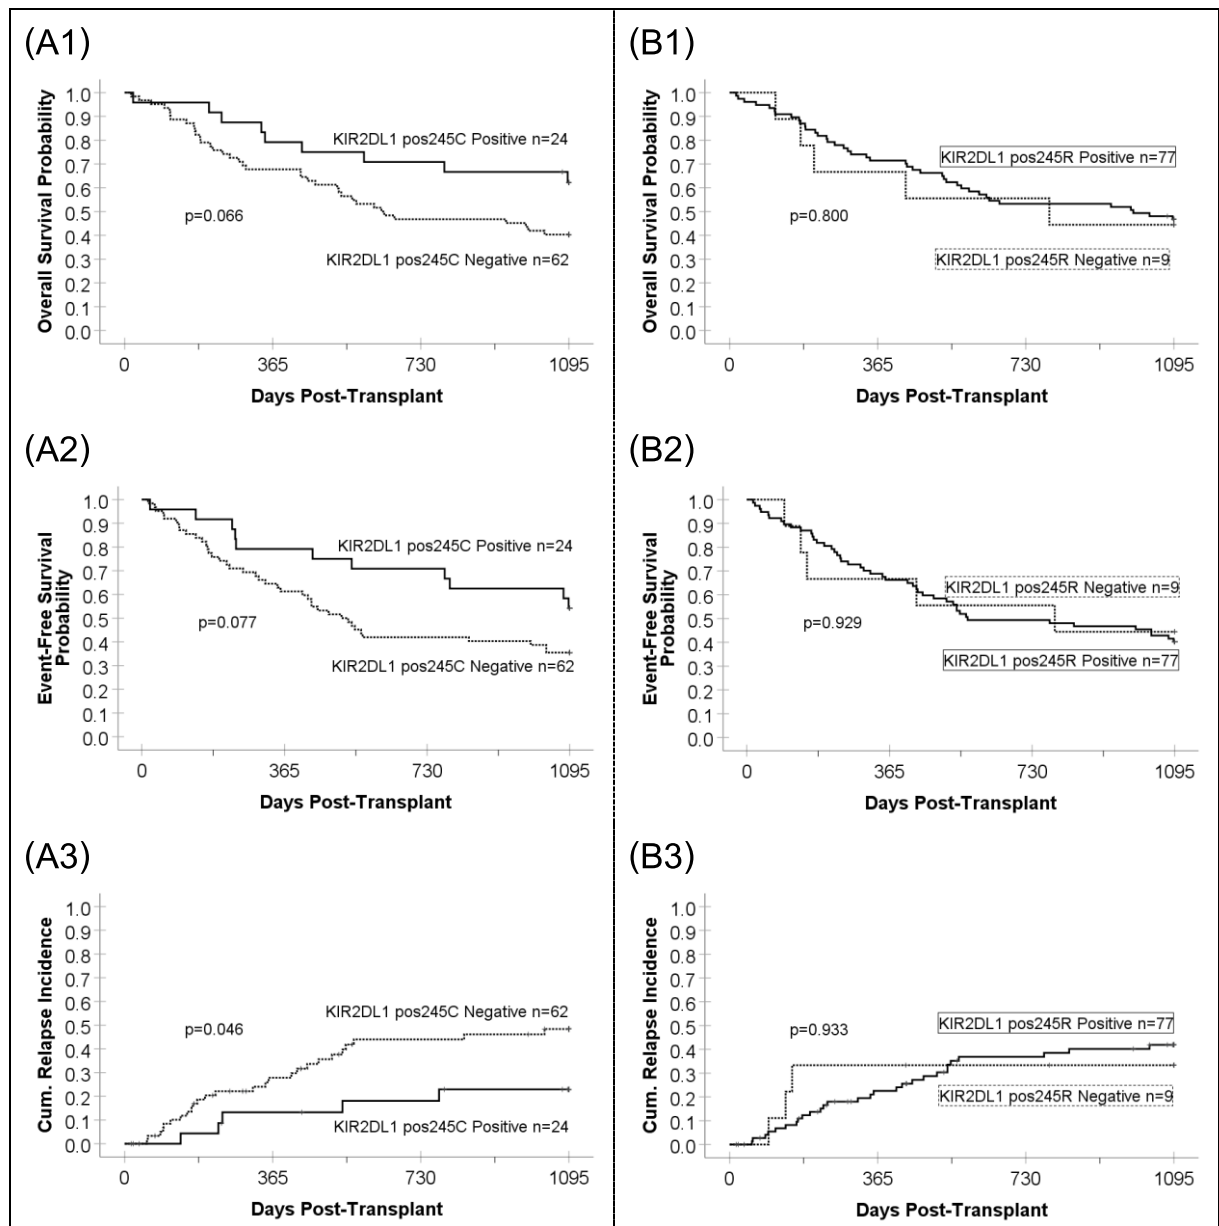 (A1)
Overall Survival Probability
1.0
0.9
0.8
0.7
0.6
0.5
0.4
0.3
0.2
0.1
0.0
KIR2DL1 pos245C Positive n=24
p=0.066
KIR2DL1 pos245C Negative n=62
0 365 730 1095
Days Post-Transplant
(B1)
Overall Survival Probability
1.0
0.9
0.8
0.7
0.6
0.5
0.4
0.3
0.2
0.1
0.0
KIR2DL1 pos245R Positive n=77
p=0.800
KIR2DL1 pos245R Negative n=9
0 365 730 1095
Days Post-Transplant
(A2)
Event-Free Survival
Probability
1.0
0.9
0.8
0.7
0.6
0.5
0.4
0.3
0.2
0.1
0.0
KIR2DL1 pos245C Positive n=24
p=0.077
KIR2DL1 pos245C Negative n=62
0 365 730 1095
Days Post-Transplant
(B2)
Event-Free Survival
Probability
1.0
0.9
0.8
0.7
0.6
0.5
0.4
0.3
0.2
0.1
0.0
KIR2DL1 pos245R Negative n=9
p=0.929
KIR2DL1 pos245R Positive n=77
0 365 730 1095
Days Post-Transplant
(A3)
Cum. Relapse Incidence
1.0
0.9
0.8
0.7
0.6
0.5
0.4
0.3
0.2
0.1
0.0
KIR2DL1 pos245C Negative n=62
p=0.046
KIR2DL1 pos245C Positive n=24
0 365 730 1095
Days Post-Transplant
(B3)
Cum. Relapse Incidence
1.0
0.9
0.8
0.7
0.6
0.5
0.4
0.3
0.2
0.1
0.0
KIR2DL1 pos245R Positive n=77
p=0.933
KIR2DL1 pos245R Negative n=9
0 365 730 1095
Days Post-Transplant